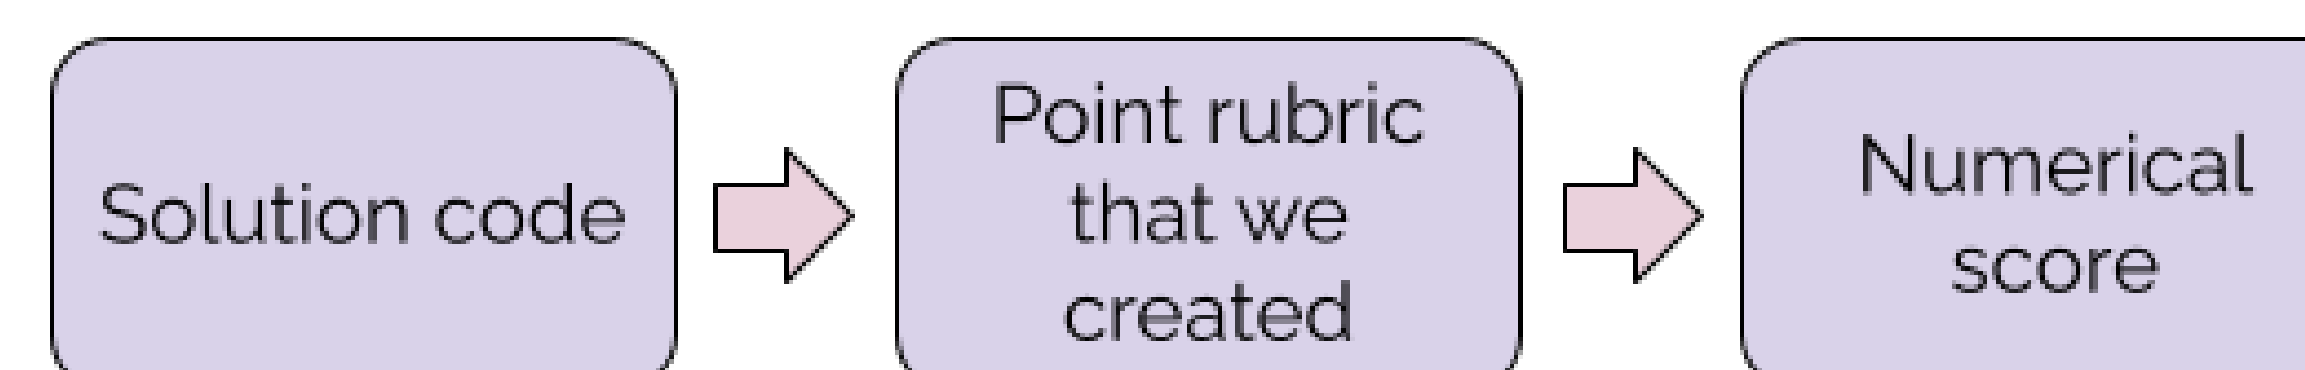 Solution code
Point rubric
that we
created
Numerical
score